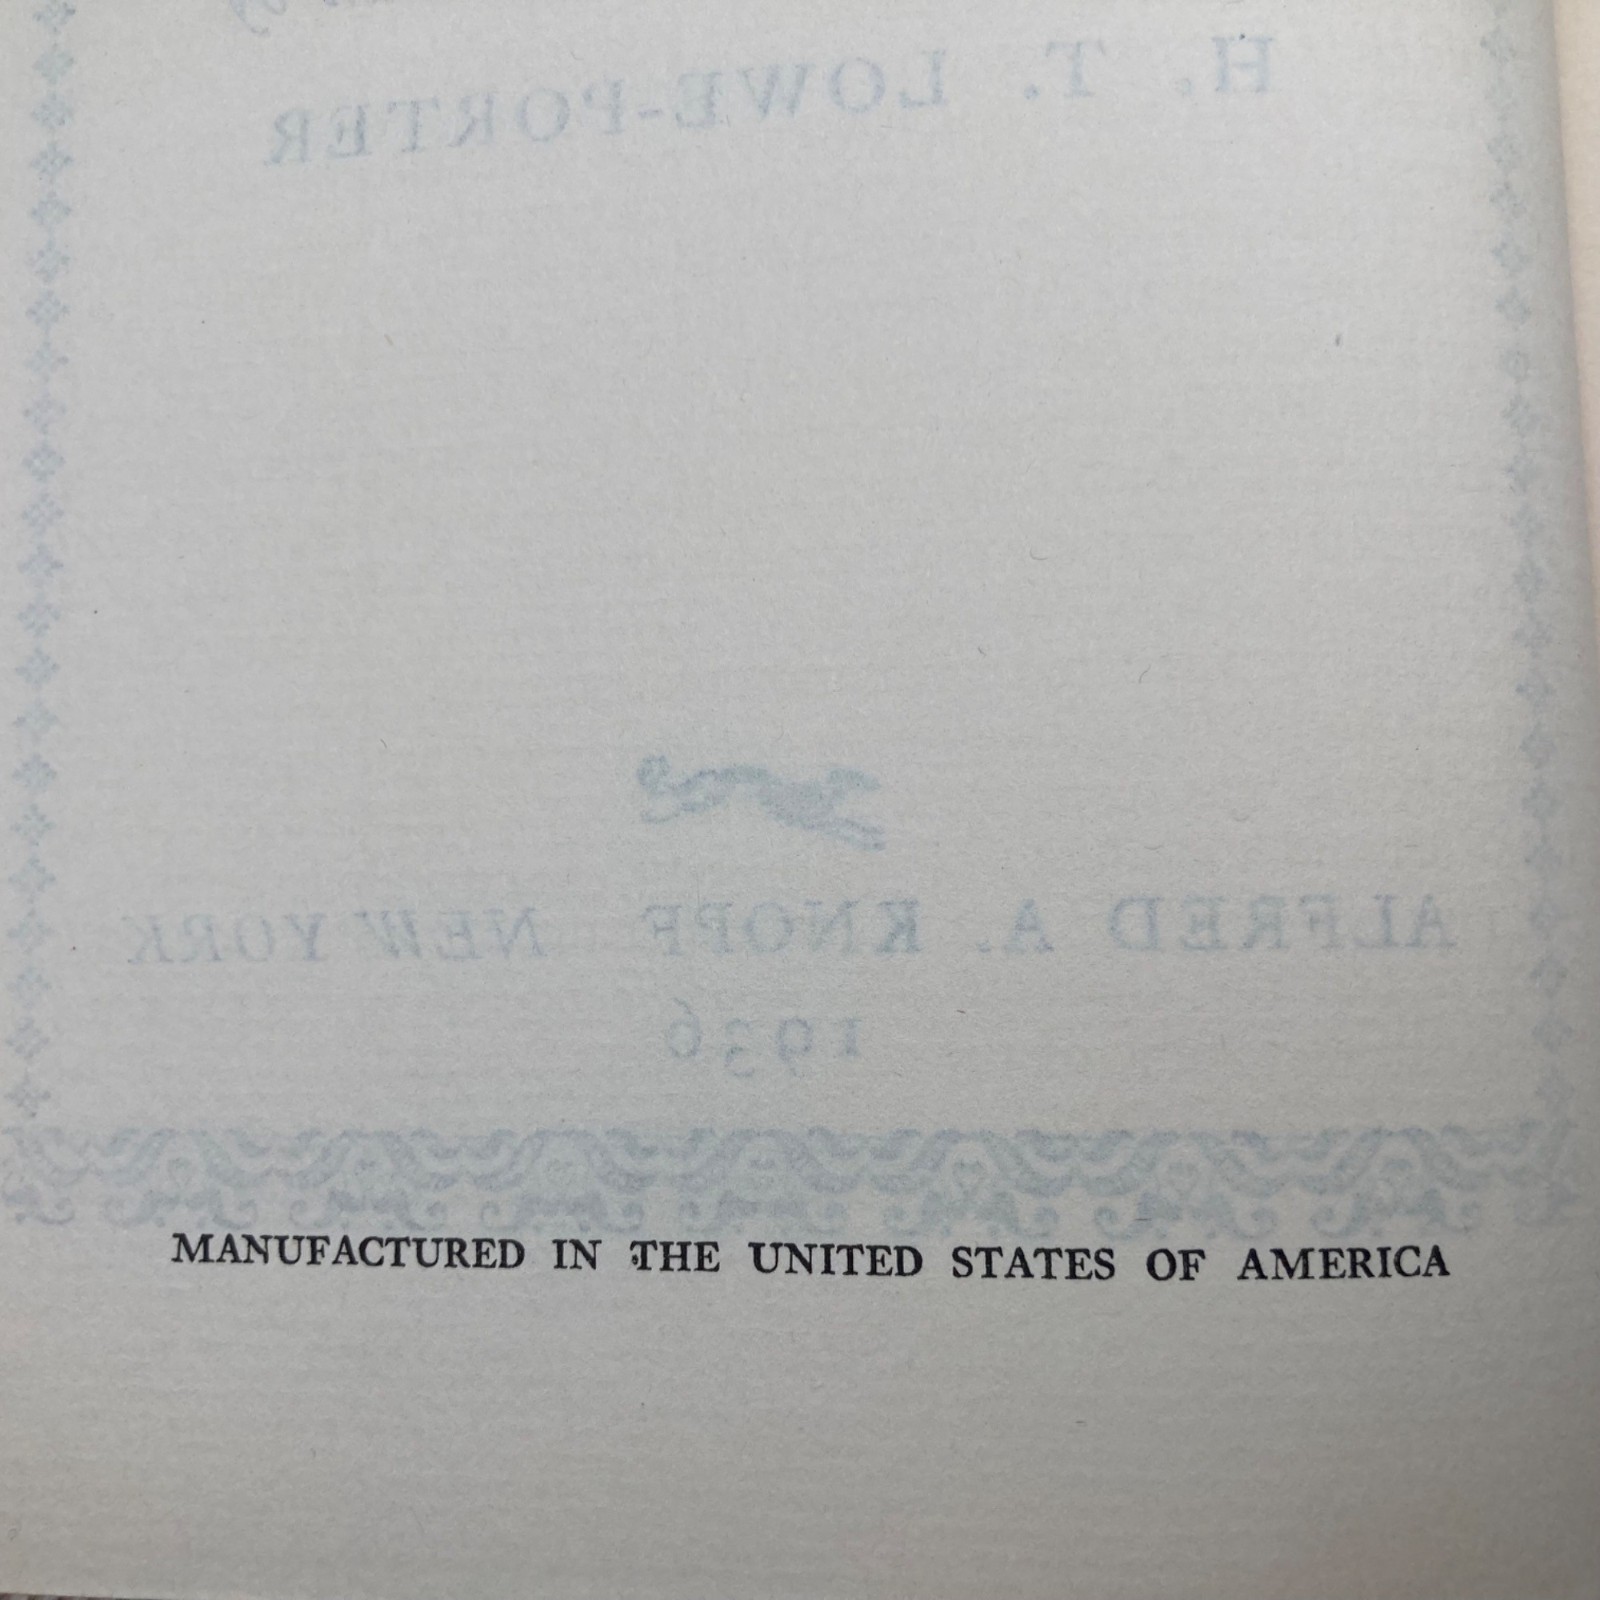 H. T. LOWE-PORTER
ALFRED A. KNOPF NEW YORK
1936
MANUFACTURED IN THE UNITED STATES OF AMERICA